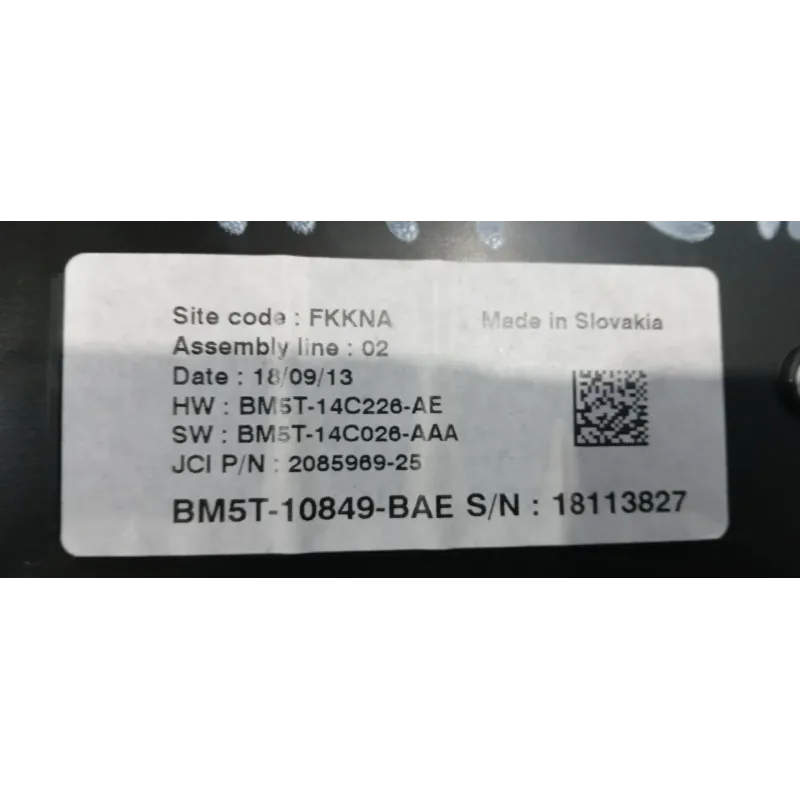 Site code : FKKNA
Made in Slovakia
Assembly line : 02
Date : 18/09/13
HW : BM5T-14C226-AE
SW : BM5T-14C026-AAA
JCI P/N : 2085969-25
BM5T-10849-BAE S/N : 18113827